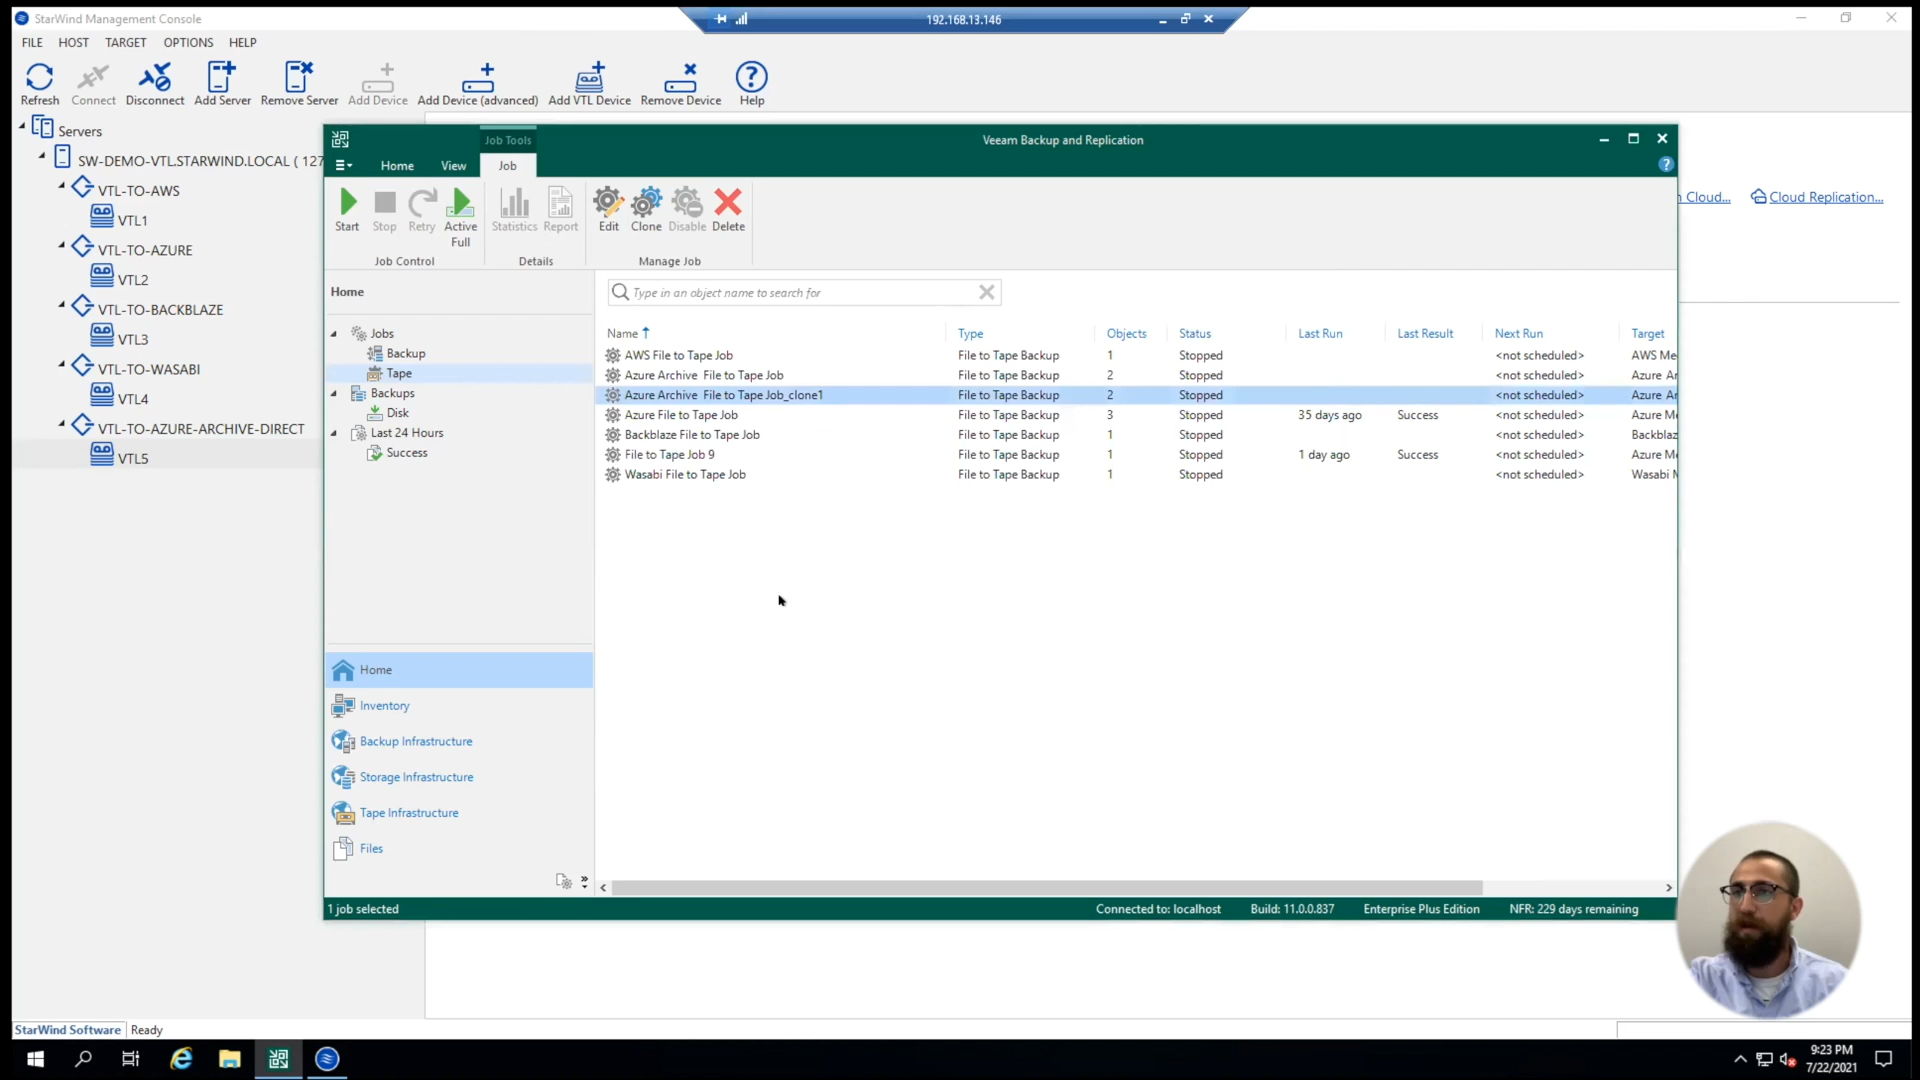 StarWind Management Console
192.168.13.146
FILE HOST TARGET OPTIONS HELP
Refresh Connect Disconnect Add Server Remove Server Add Device Add Device (advanced) Add VTL Device Remove Device Help
Servers
SW-DEMO-VTL.STARWIND.LOCAL ( 127
VTL-TO-AWS
VTL1
VTL-TO-AZURE
VTL2
VTL-TO-BACKBLAZE
VTL3
VTL-TO-WASABI
VTL4
VTL-TO-AZURE-ARCHIVE-DIRECT
VTL5
Cloud... Cloud Replication...
Job Tools
Veeam Backup and Replication
Home View Job
Start Stop Retry Active Full
Statistics Report
Edit Clone Disable Delete
Job Control Details Manage Job
Home
Jobs
Backup
Tape
Backups
Disk
Last 24 Hours
Success
Type in an object name to search for
Name Type Objects Status Last Run Last Result Next Run Target
AWS File to Tape Job File to Tape Backup 1 Stopped <not scheduled> AWS Me
Azure Archive File to Tape Job File to Tape Backup 2 Stopped <not scheduled> Azure Ar
Azure Archive File to Tape Job_clone1 File to Tape Backup 2 Stopped <not scheduled> Azure Ar
Azure File to Tape Job File to Tape Backup 3 Stopped 35 days ago Success <not scheduled> Azure Me
Backblaze File to Tape Job File to Tape Backup 1 Stopped <not scheduled> Backblaz
File to Tape Job 9 File to Tape Backup 1 Stopped 1 day ago Success <not scheduled> Azure Me
Wasabi File to Tape Job File to Tape Backup 1 Stopped <not scheduled> Wasabi M
Home
Inventory
Backup Infrastructure
Storage Infrastructure
Tape Infrastructure
Files
1 job selected
Connected to: localhost Build: 11.0.0.837 Enterprise Plus Edition NFR: 229 days remaining
StarWind Software Ready
9:23 PM
7/22/2021